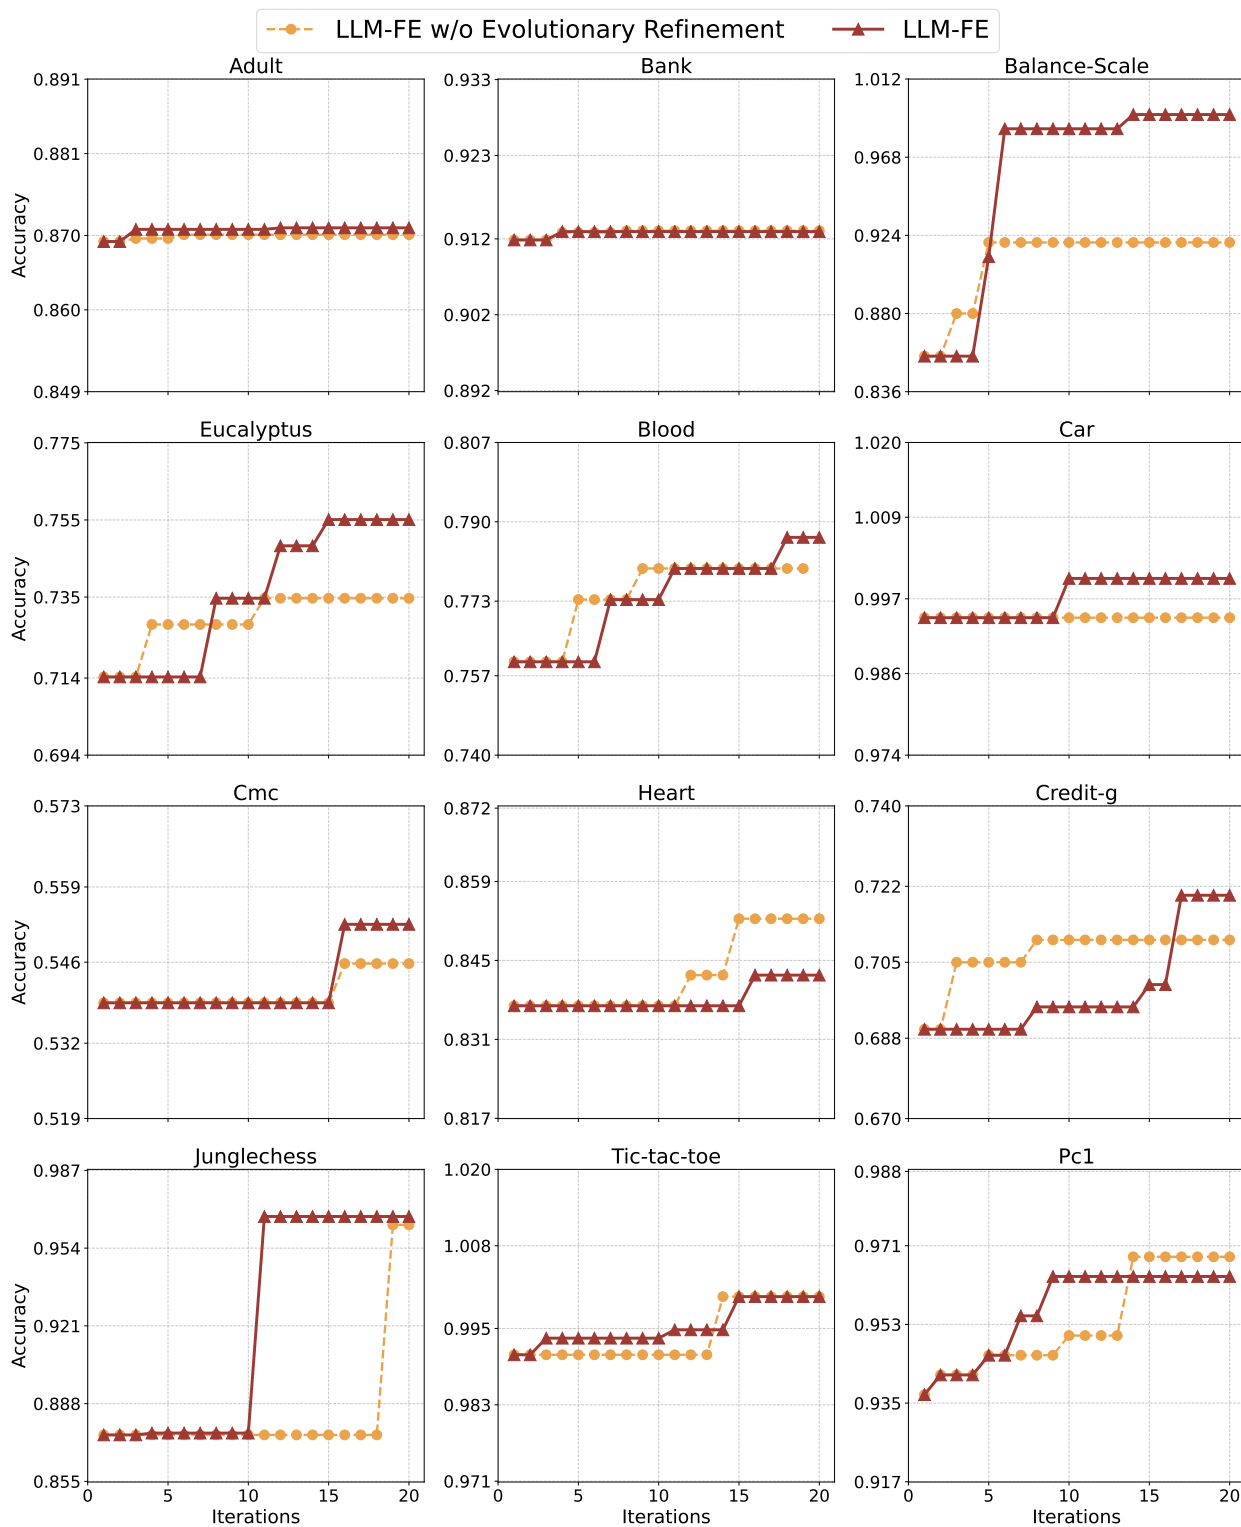 LLM-FE w/o Evolutionary Refinement LLM-FE
Adult Bank Balance-Scale
0.891 0.933 1.012
0.881 0.923 0.968
0.870 0.912 0.924
0.860 0.902 0.880
0.849 0.892 0.836
Accuracy
Eucalyptus Blood Car
0.775 0.807 1.020
0.755 0.790 1.009
0.735 0.773 0.997
0.714 0.757 0.986
0.694 0.740 0.974
Accuracy
Cmc Heart Credit-g
0.573 0.872 0.740
0.559 0.859 0.722
0.546 0.845 0.705
0.532 0.831 0.688
0.519 0.817 0.670
Accuracy
Junglechess Tic-tac-toe Pc1
0.987 1.020 0.988
0.954 1.008 0.971
0.921 0.995 0.953
0.888 0.983 0.935
0.855 0.971 0.917
Accuracy
0 5 10 15 20 0 5 10 15 20 0 5 10 15 20
Iterations Iterations Iterations